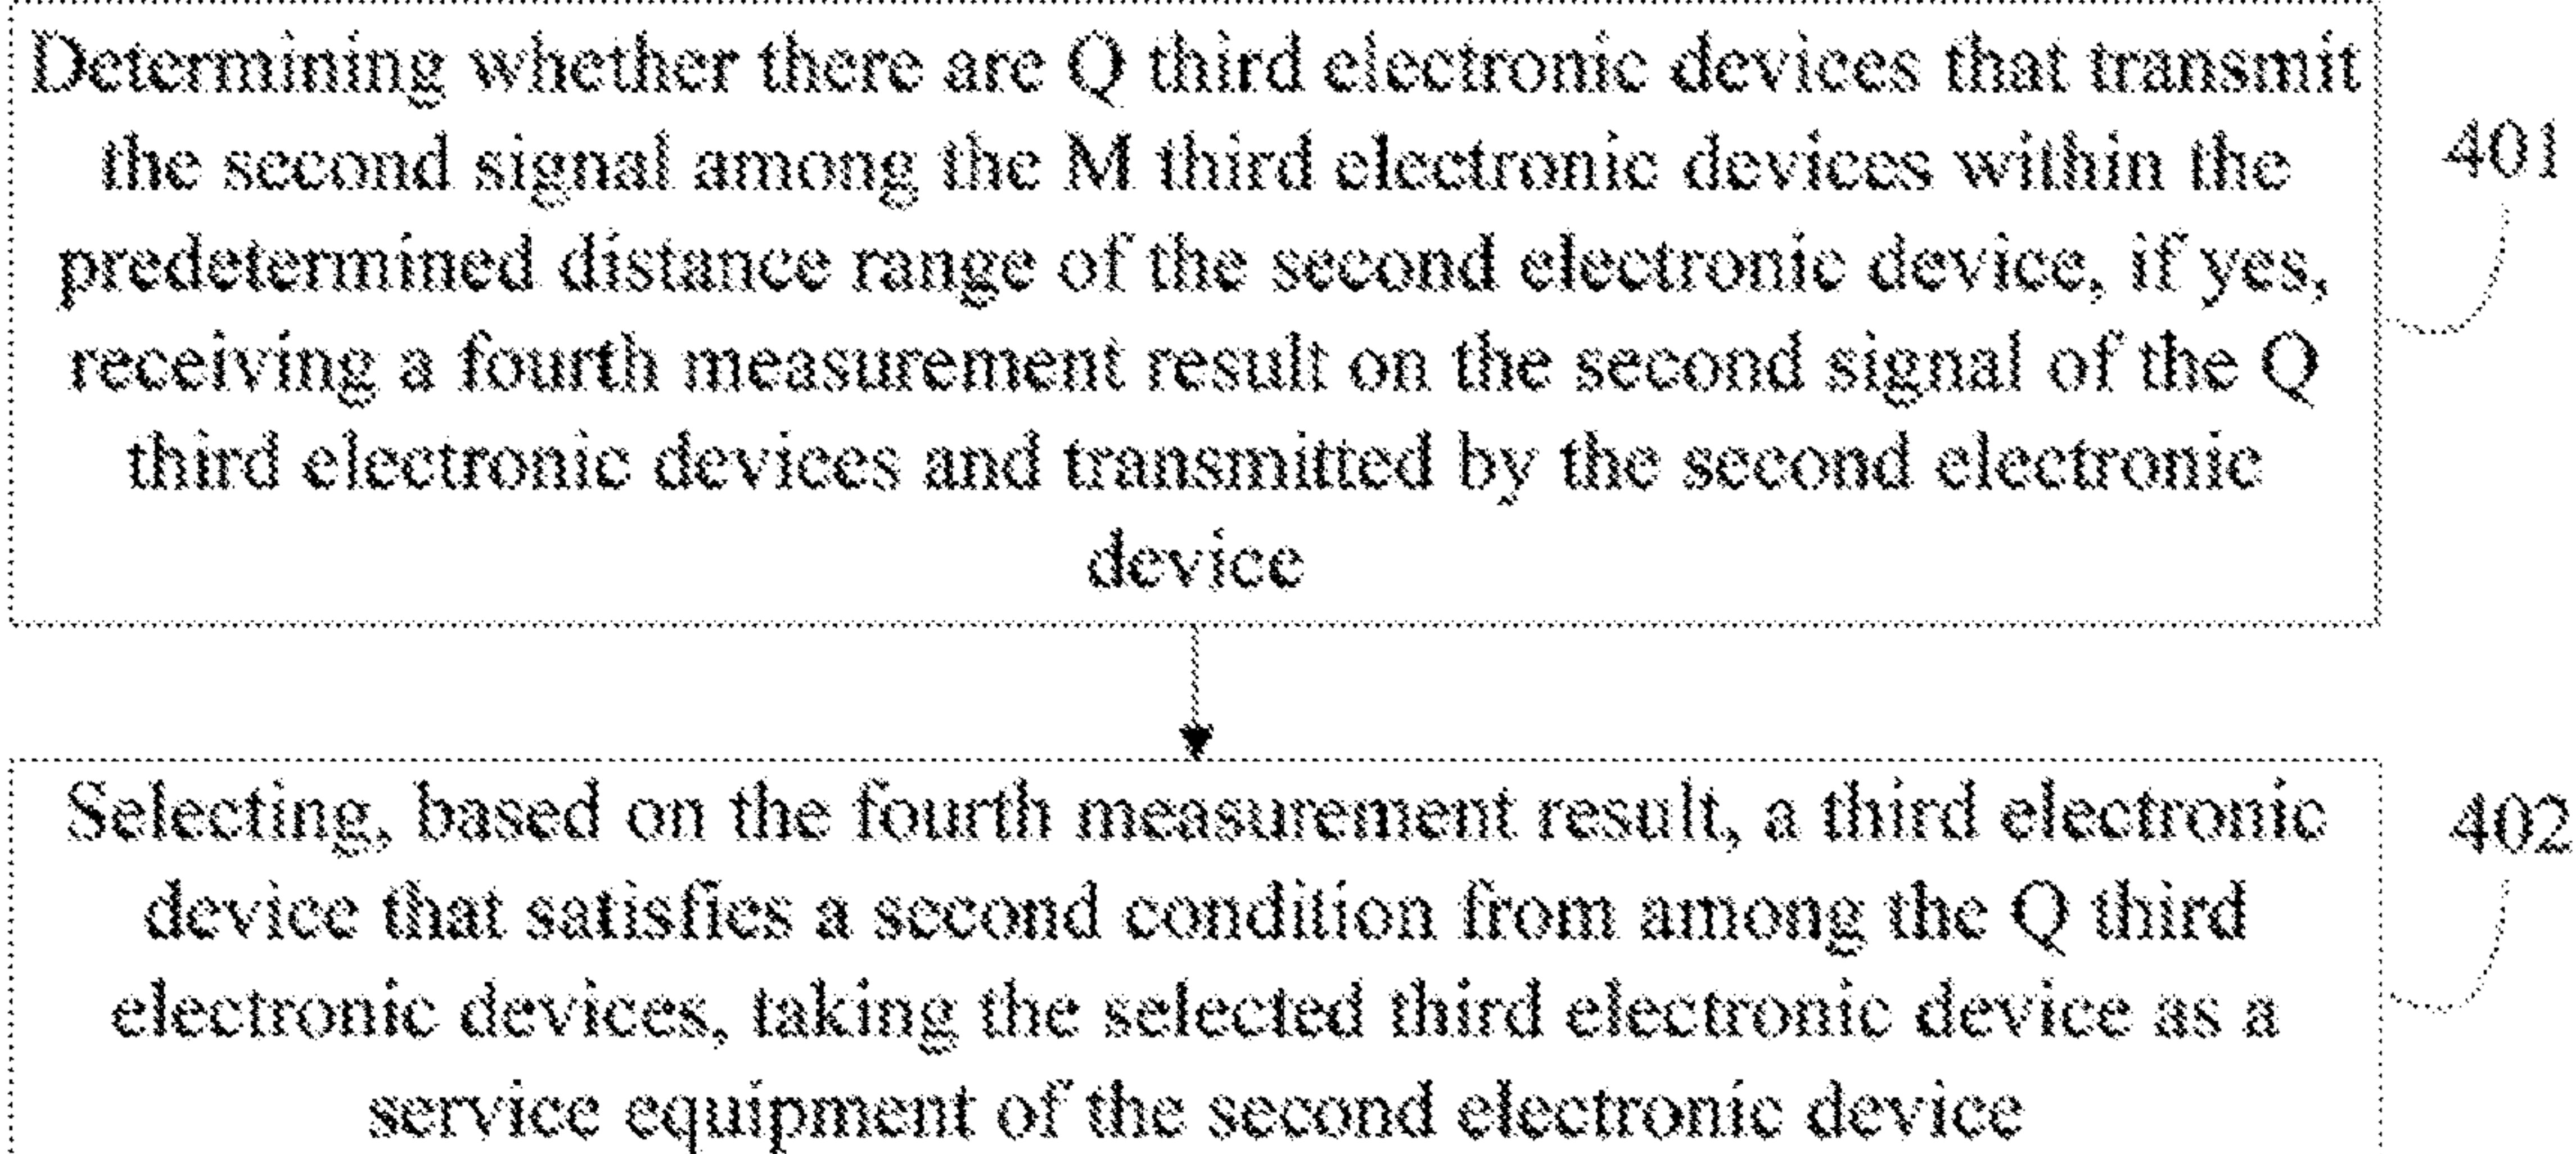 Determining whether there are Q third electronic devices that transmit
the second signal among the M third electronic devices within the
predetermined distance range of the second electronic device, if yes,
receiving a fourth measurement result on the second signal of the Q
third electronic devices and transmitted by the second electronic
device
401
Selecting, based on the fourth measurement result, a third electronic
device that satisfies a second condition from among the Q third
electronic devices, taking the selected third electronic device as a
service equipment of the second electronic device
402